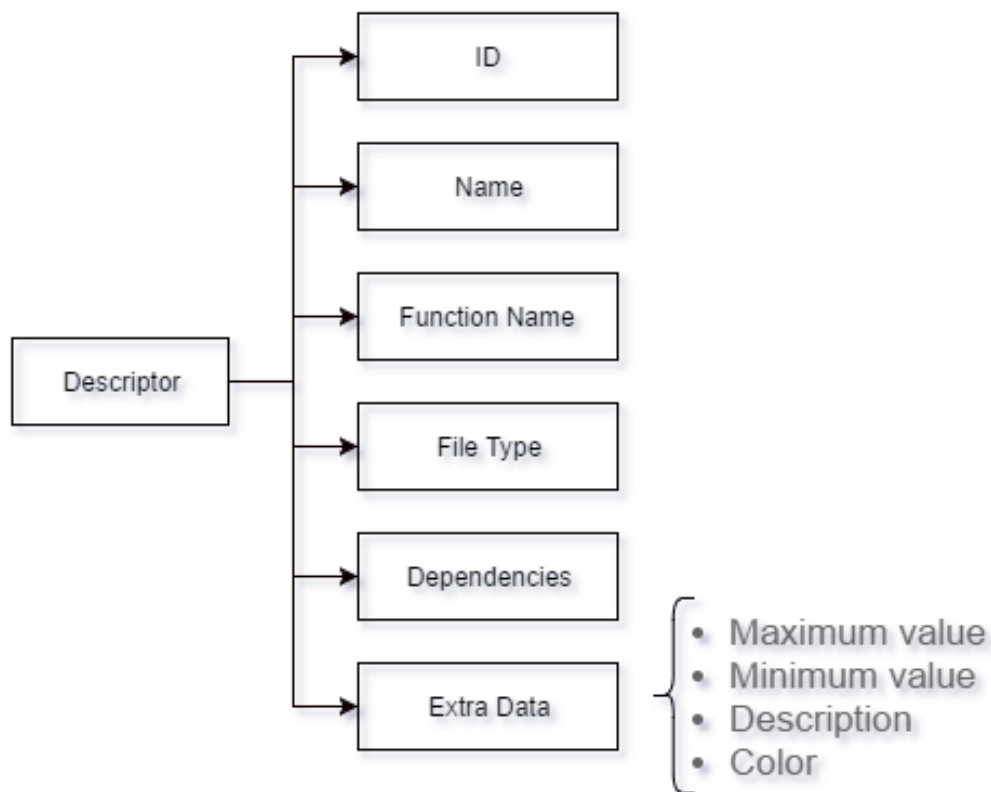 ID
Name
Function Name
Descriptor
File Type
Dependencies
Extra Data
• Maximum value
• Minimum value
• Description
• Color